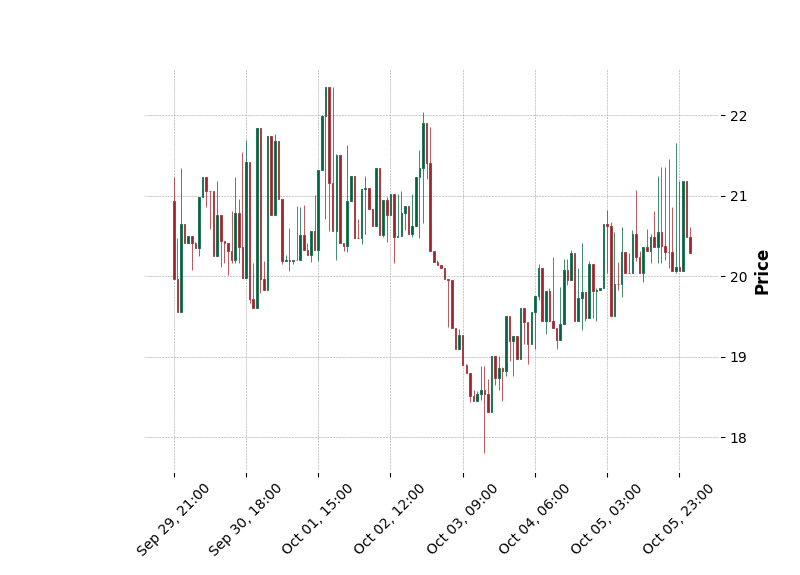 22
21
20
19
18
Price
Sep 29, 21:00
Sep 30, 18:00
Oct 01, 15:00
Oct 02, 12:00
Oct 03, 09:00
Oct 04, 06:00
Oct 05, 03:00
Oct 05, 23:00